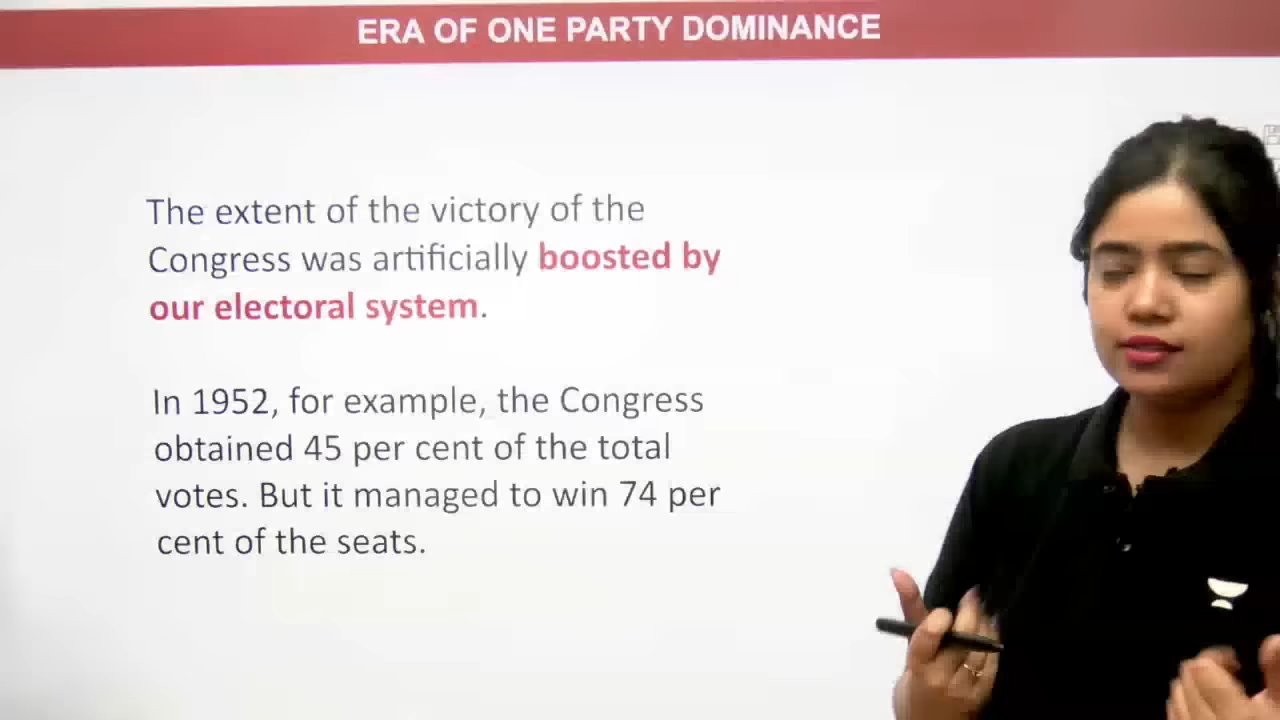 ERA OF ONE PARTY DOMINANCE
The extent of the victory of the
Congress was artificially boosted by
our electoral system.
In 1952, for example, the Congress
obtained 45 per cent of the total
votes. But it managed to win 74 per
cent of the seats.